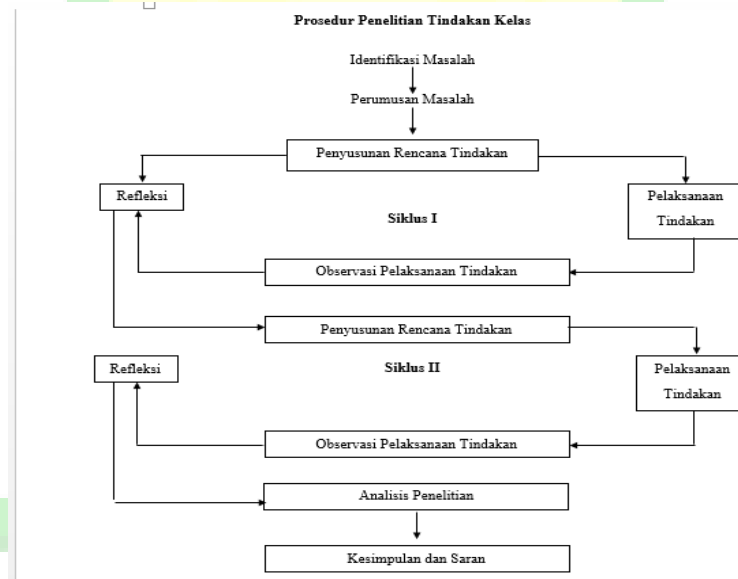 Prosedur Penelitian Tindakan Kelas
Identifikasi Masalah
Perumusan Masalah
Penyusunan Rencana Tindakan
Refleksi
Pelaksanaan
Tindakan
Siklus I
Observasi Pelaksanaan Tindakan
Penyusunan Rencana Tindakan
Refleksi
Siklus II
Pelaksanaan
Tindakan
Observasi Pelaksanaan Tindakan
Analisis Penelitian
Kesimpulan dan Saran